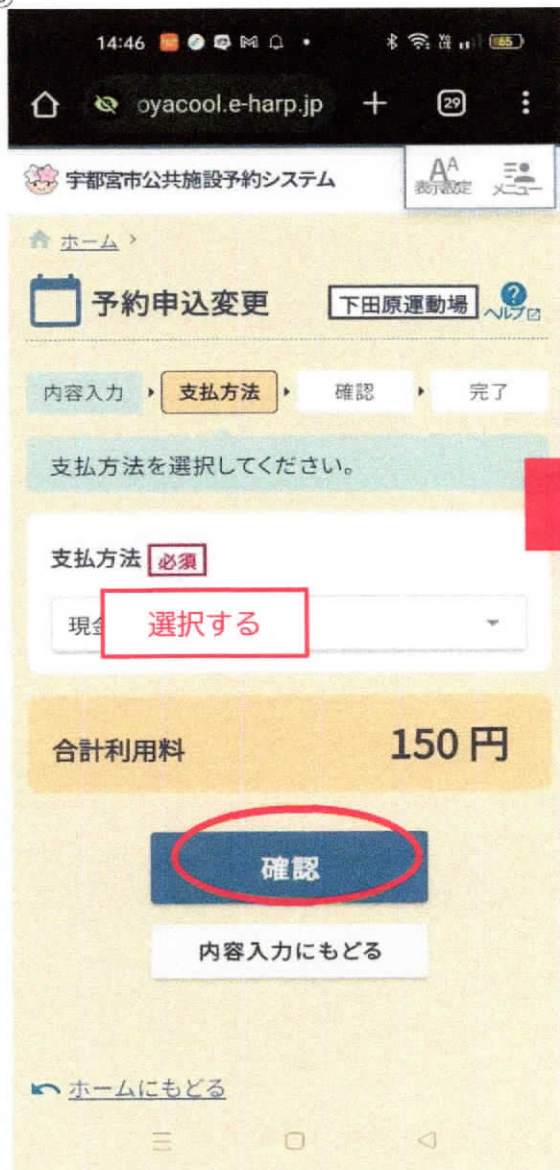 14:46
65
oyacool.e-harp.jp
29
宇都宮市公共施設予約システム
AA
表示設定
メニュー
ホーム
予約申込変更
下田原運動場
?
ヘルプ
内容入力
支払方法
確認
完了
支払方法を選択してください。
支払方法 必須
現金
選択する
合計利用料
150 円
確認
内容入力にもどる
ホームにもどる